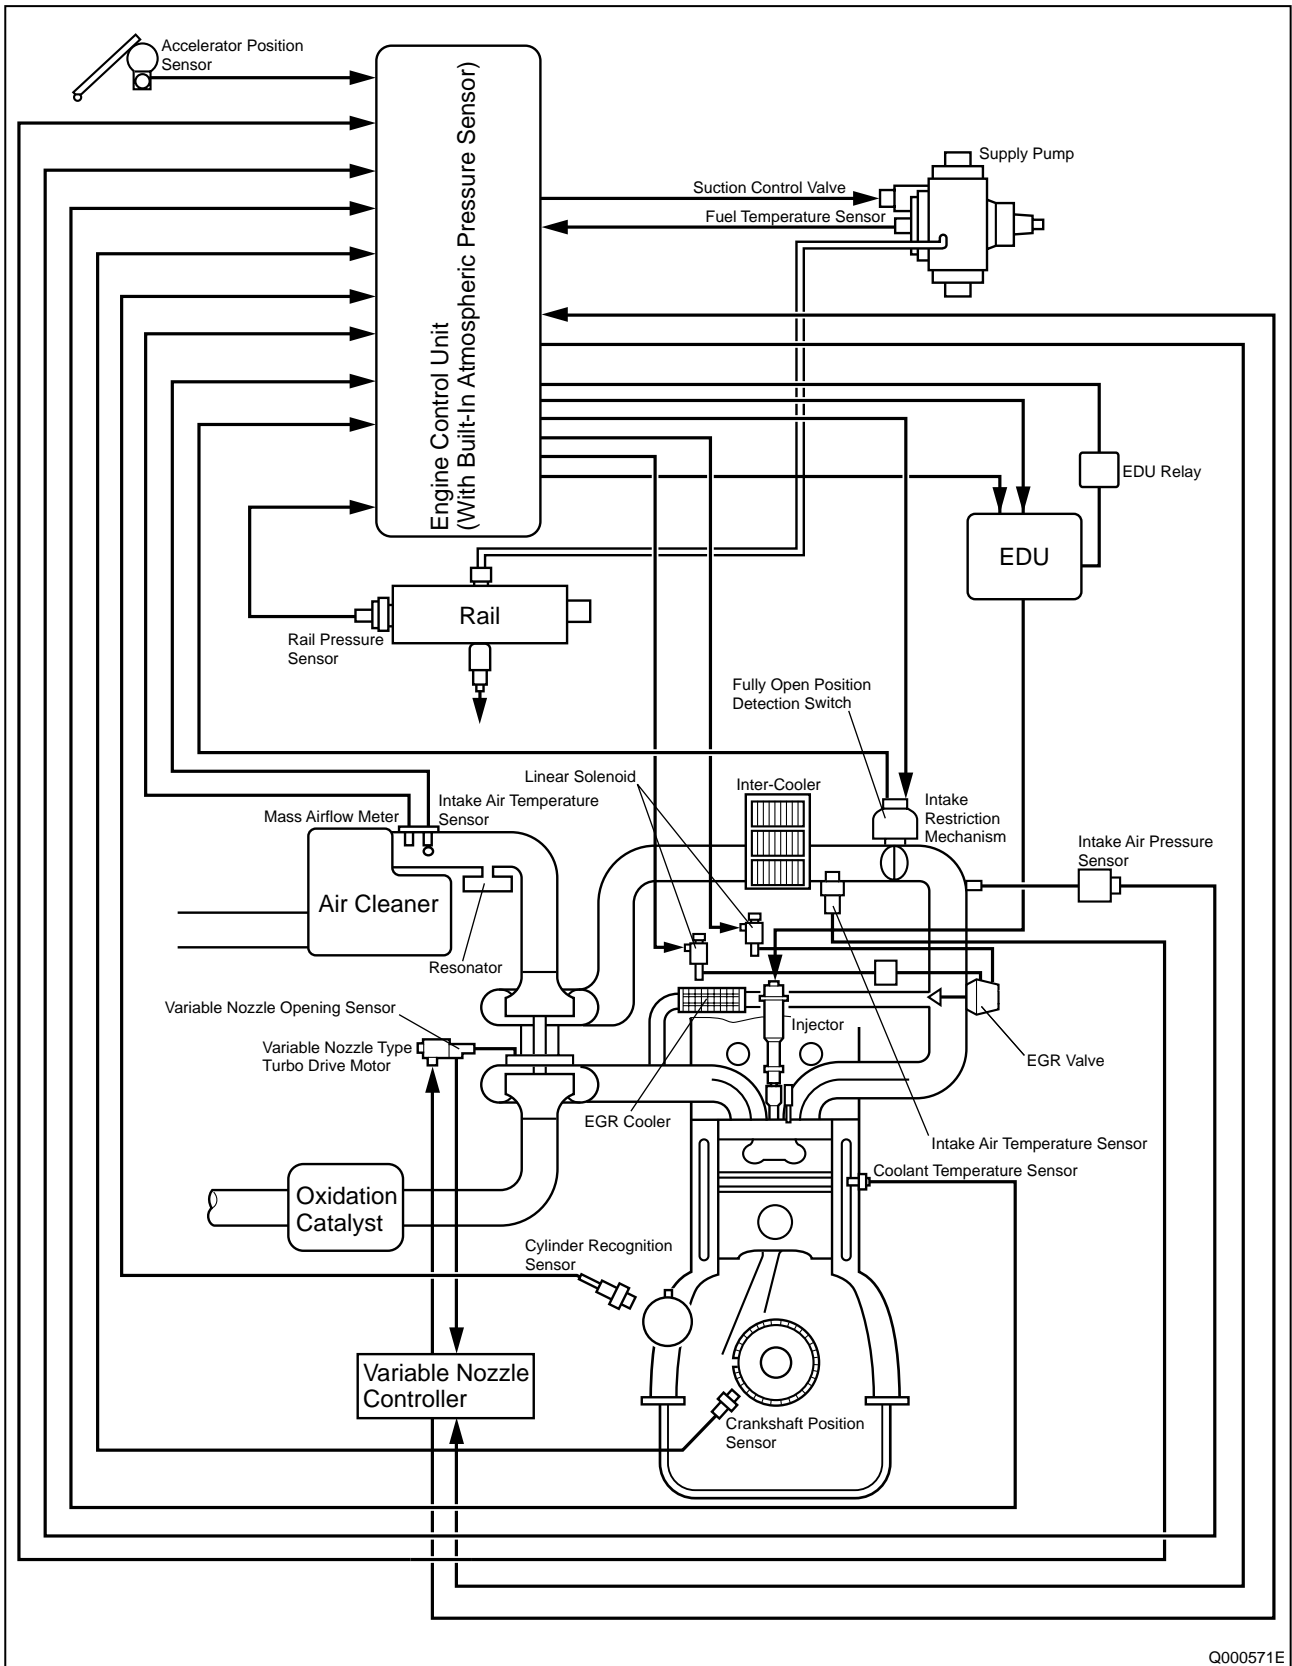 Accelerator Position
Sensor
Engine Control Unit
(With Built-In Atmospheric Pressure Sensor)
Supply Pump
Suction Control Valve
Fuel Temperature Sensor
EDU Relay
EDU
Rail
Rail Pressure
Sensor
Fully Open Position
Detection Switch
Linear Solenoid
Inter-Cooler
Intake
Restriction
Mechanism
Mass Airflow Meter
Intake Air Temperature
Sensor
Intake Air Pressure
Sensor
Air Cleaner
Resonator
Variable Nozzle Opening Sensor
Variable Nozzle Type
Turbo Drive Motor
Injector
EGR Valve
EGR Cooler
Intake Air Temperature Sensor
Coolant Temperature Sensor
Oxidation
Catalyst
Cylinder Recognition
Sensor
Variable Nozzle
Controller
Crankshaft Position
Sensor
Q000571E